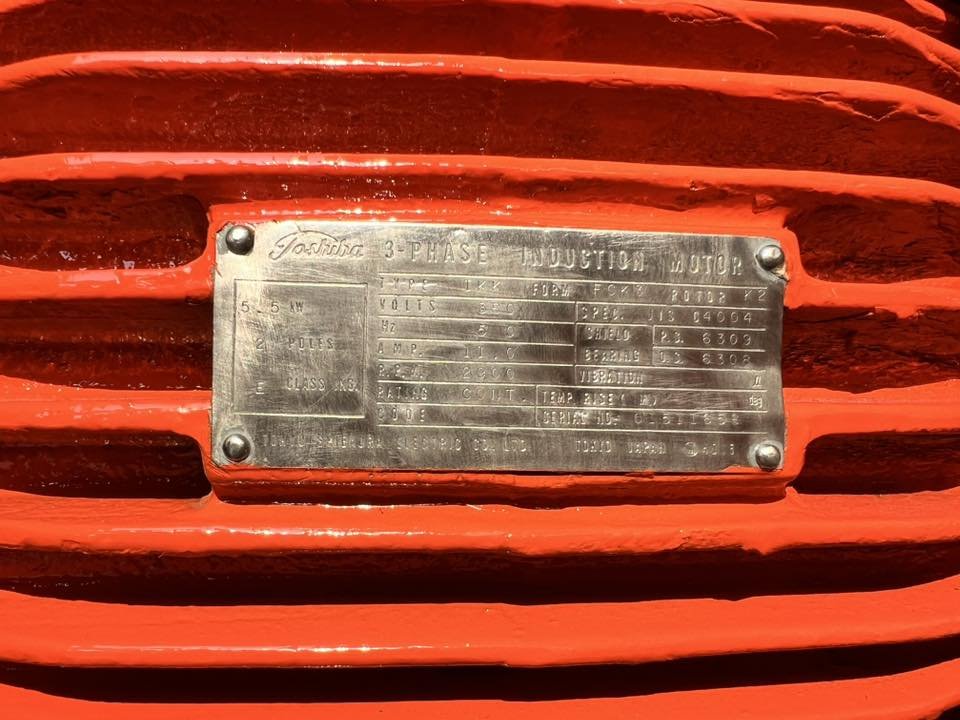 Toshiba 3-PHASE INDUCTION MOTOR
TYPE IKK FORM FCK3 ROTOR K2
5.5 KW
2 POLES
E CLASS INS.
VOLTS 380 SPEC. JIS C4004
Hz 50 SHIELD P.S. 6309
AMP. 11.0 BEARING O.S. 6308
R.P.M. VIBRATION μ
RATING CONT. TEMP. RISE deg
CODE SERIAL NO.
TOKYO SHIBAURA ELECTRIC CO. LTD. TOKYO JAPAN